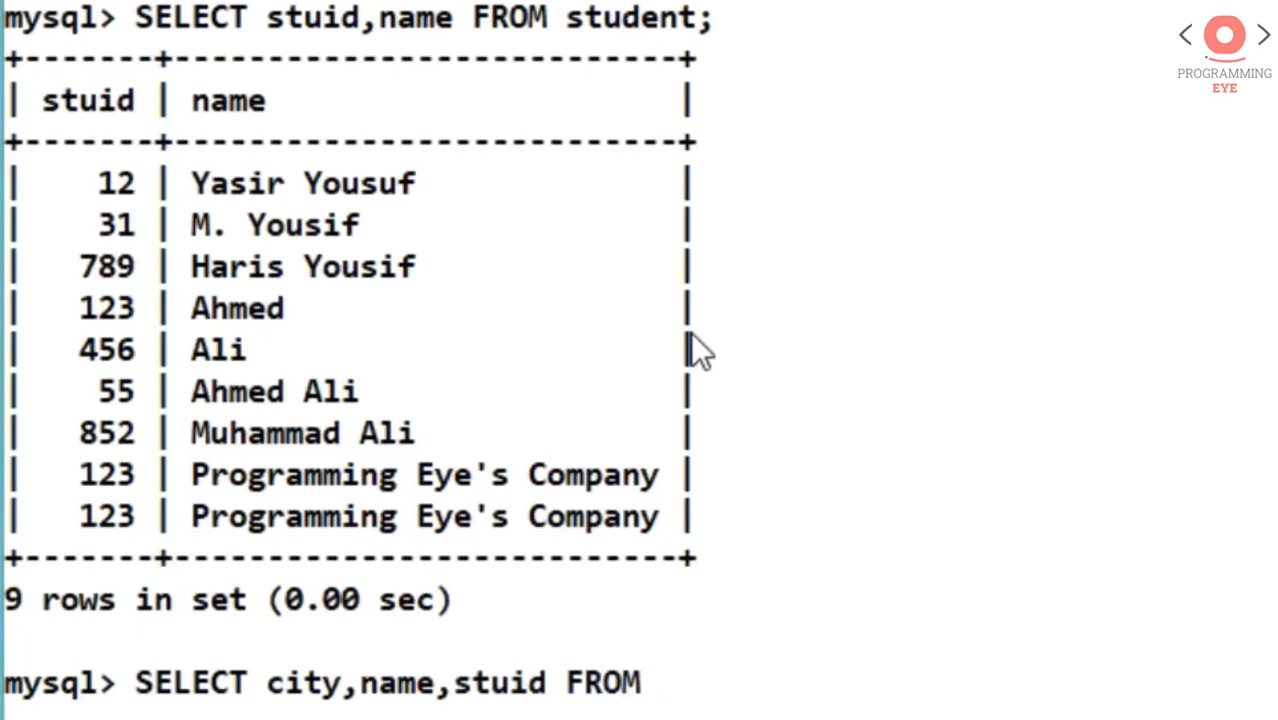 mysql> SELECT stuid,name FROM student;
+-------+----------------------------+
| stuid | name                       |
+-------+----------------------------+
|    12 | Yasir Yousuf               |
|    31 | M. Yousif                  |
|   789 | Haris Yousif               |
|   123 | Ahmed                      |
|   456 | Ali                        |
|    55 | Ahmed Ali                  |
|   852 | Muhammad Ali               |
|   123 | Programming Eye's Company |
|   123 | Programming Eye's Company |
+-------+----------------------------+
9 rows in set (0.00 sec)
mysql> SELECT city,name,stuid FROM
< >
PROGRAMMING
EYE